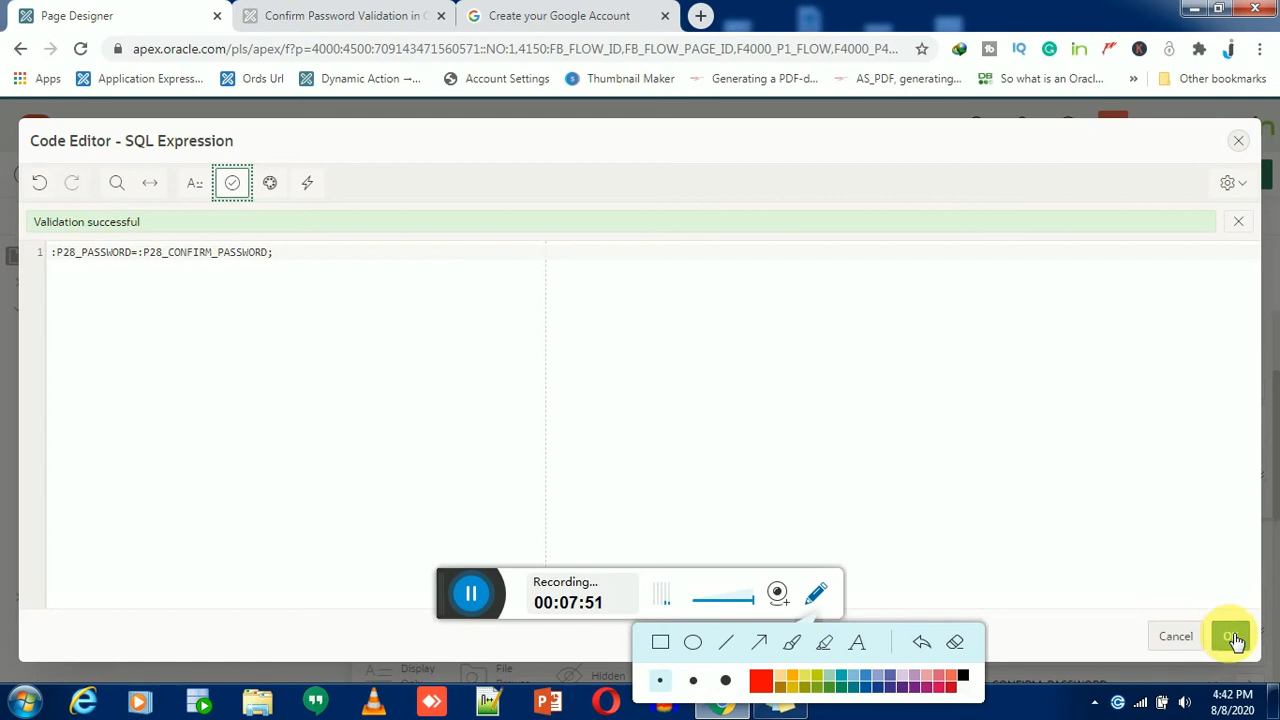 Page Designer
Confirm Password Validation in C
Create your Google Account
apex.oracle.com/pls/apex/f?p=4000:4500:709143471560571::NO:1,4150:FB_FLOW_ID,FB_FLOW_PAGE_ID,F4000_P1_FLOW,F4000_P4...
Apps
Application Express...
Ords Url
Dynamic Action →...
Account Settings
Thumbnail Maker
Generating a PDF-d...
AS_PDF, generating...
So what is an Oracl...
»
Other bookmarks
Code Editor - SQL Expression
Validation successful
1 :P28_PASSWORD=:P28_CONFIRM_PASSWORD;
Recording...
00:07:51
Cancel
Display
File
Hidden
4:42 PM
8/8/2020